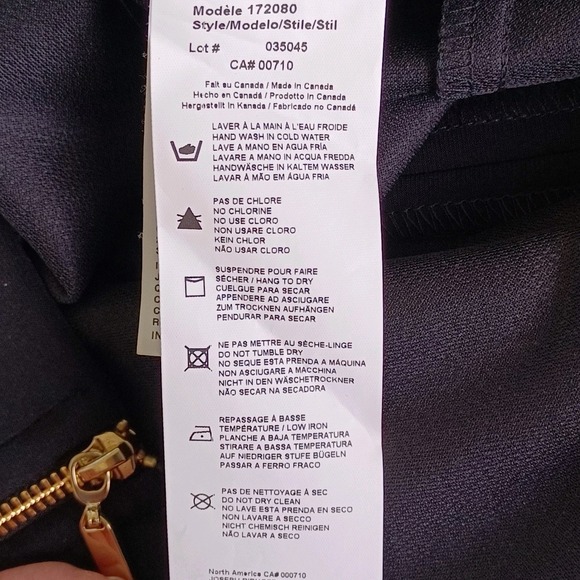 Modèle 172080
Style/Modelo/Stile/Stil
Lot # 035045
CA# 00710
Fait au Canada / Made in Canada
Hecho en Canadá / Prodotto in Canada
Hergestellt in Kanada / Fabricado no Canadá
LAVER À LA MAIN À L'EAU FROIDE
HAND WASH IN COLD WATER
LAVE A MANO EN AGUA FRÍA
LAVARE A MANO IN ACQUA FREDDA
HANDWÄSCHE IN KALTEM WASSER
LAVAR À MÃO EM ÁGUA FRIA
PAS DE CHLORE
NO CHLORINE
NO USE CLORO
NON USARE CLORO
KEIN CHLOR
NÃO USAR CLORO
SUSPENDRE POUR FAIRE
SÉCHER / HANG TO DRY
CUELGUE PARA SECAR
APPENDERE AD ASCIUGARE
ZUM TROCKNEN AUFHÄNGEN
PENDURAR PARA SECAR
NE PAS METTRE AU SÈCHE-LINGE
DO NOT TUMBLE DRY
NO SEQUE ESTA PRENDA A MÁQUINA
NON ASCIUGARE A MACCHINA
NICHT IN DEN WÄSCHETROCKNER
NÃO SECAR NA SECADORA
REPASSAGE À BASSE
TEMPÉRATURE / LOW IRON
PLANCHE A BAJA TEMPERATURA
STIRARE A BASSA TEMPERATURA
AUF NIEDRIGER STUFE BÜGELN
PASSAR A FERRO FRACO
PAS DE NETTOYAGE À SEC
DO NOT DRY CLEAN
NO LAVE ESTA PRENDA EN SECO
NON LAVARE A SECCO
NICHT CHEMISCH REINIGEN
NÃO LAVAR A SECO
North America CA# 000710